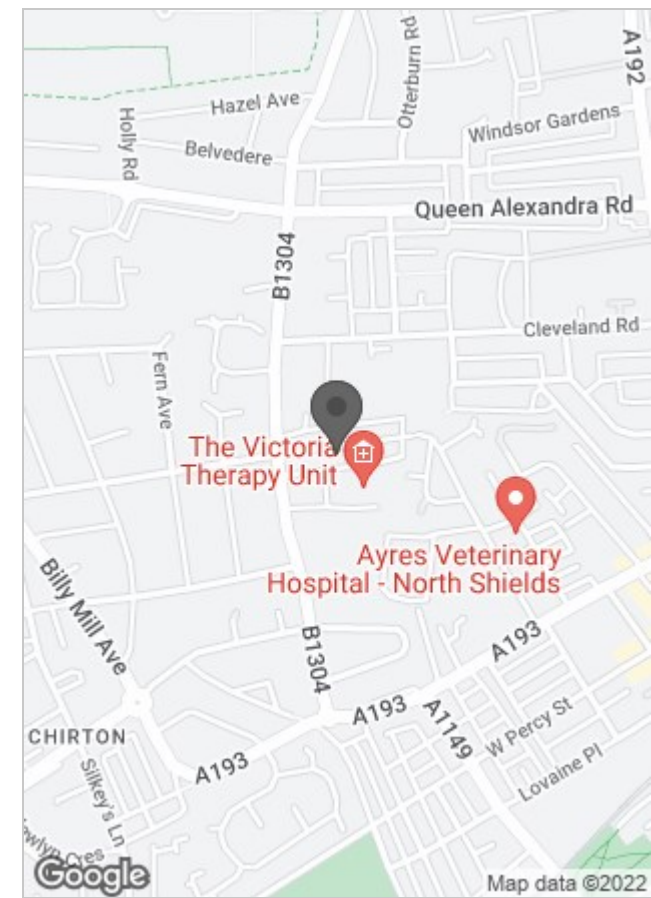 A192
Otterburn Rd
Hazel Ave
Windsor Gardens
Holly Rd
Belvedere
Queen Alexandra Rd
B1304
Cleveland Rd
Fern Ave
The Victoria
Therapy Unit
Ayres Veterinary
Hospital - North Shields
Billy Mill Ave
B1304
A193
A193
A1149
W Percy St
CHIRTON
A193
Lovaine Pl
Silkey's Ln
Google
Map data ©2022